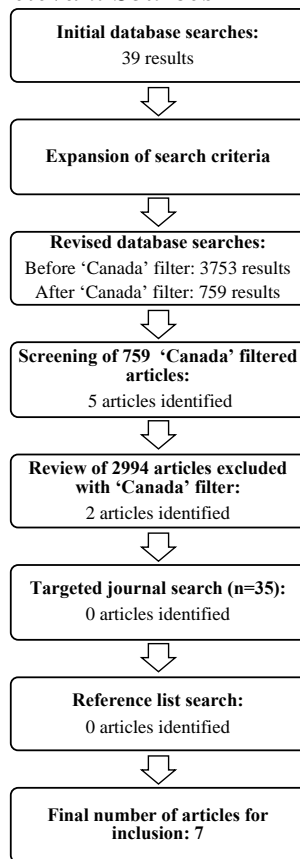 Initial database searches:
39 results
Expansion of search criteria
Revised database searches:
Before ‘Canada’ filter: 3753 results
After ‘Canada’ filter: 759 results
Screening of 759 ‘Canada’ filtered
articles:
5 articles identified
Review of 2994 articles excluded
with ‘Canada’ filter:
2 articles identified
Targeted journal search (n=35):
0 articles identified
Reference list search:
0 articles identified
Final number of articles for
inclusion: 7